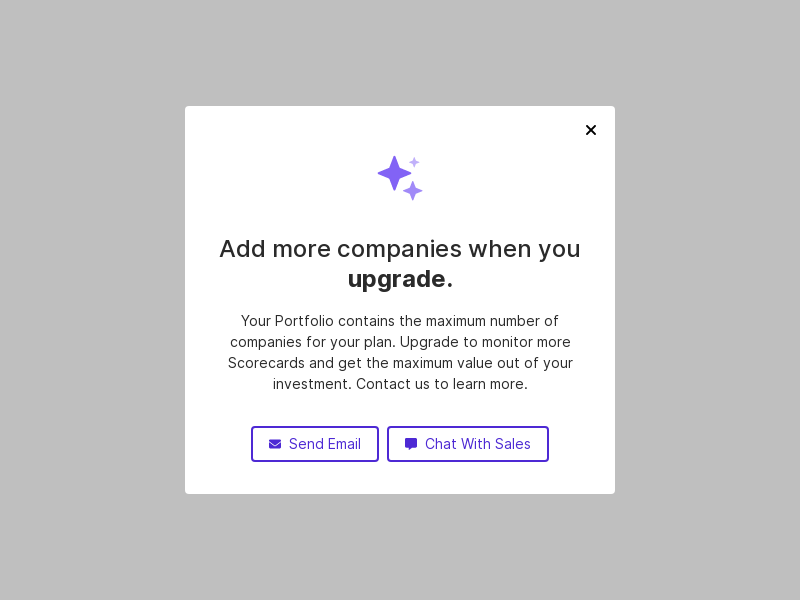 Add more companies when you
upgrade.
Your Portfolio contains the maximum number of
companies for your plan. Upgrade to monitor more
Scorecards and get the maximum value out of your
investment. Contact us to learn more.
Send Email
Chat With Sales